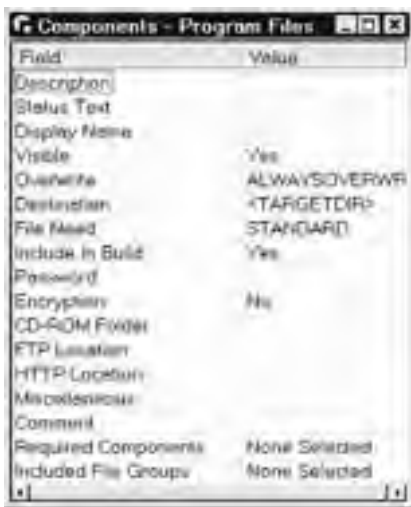 Components - Program Files
Field Value
Description
Status Text
Display Name
Visible Yes
Overwrite ALWAYSOVERWR
Destination <TARGETDIR>
File Need STANDARD
Include In Build Yes
Password
Encryption No
CD-ROM Folder
FTP Location
HTTP Location
Miscellaneous
Comment
Required Components None Selected
Included File Groups None Selected